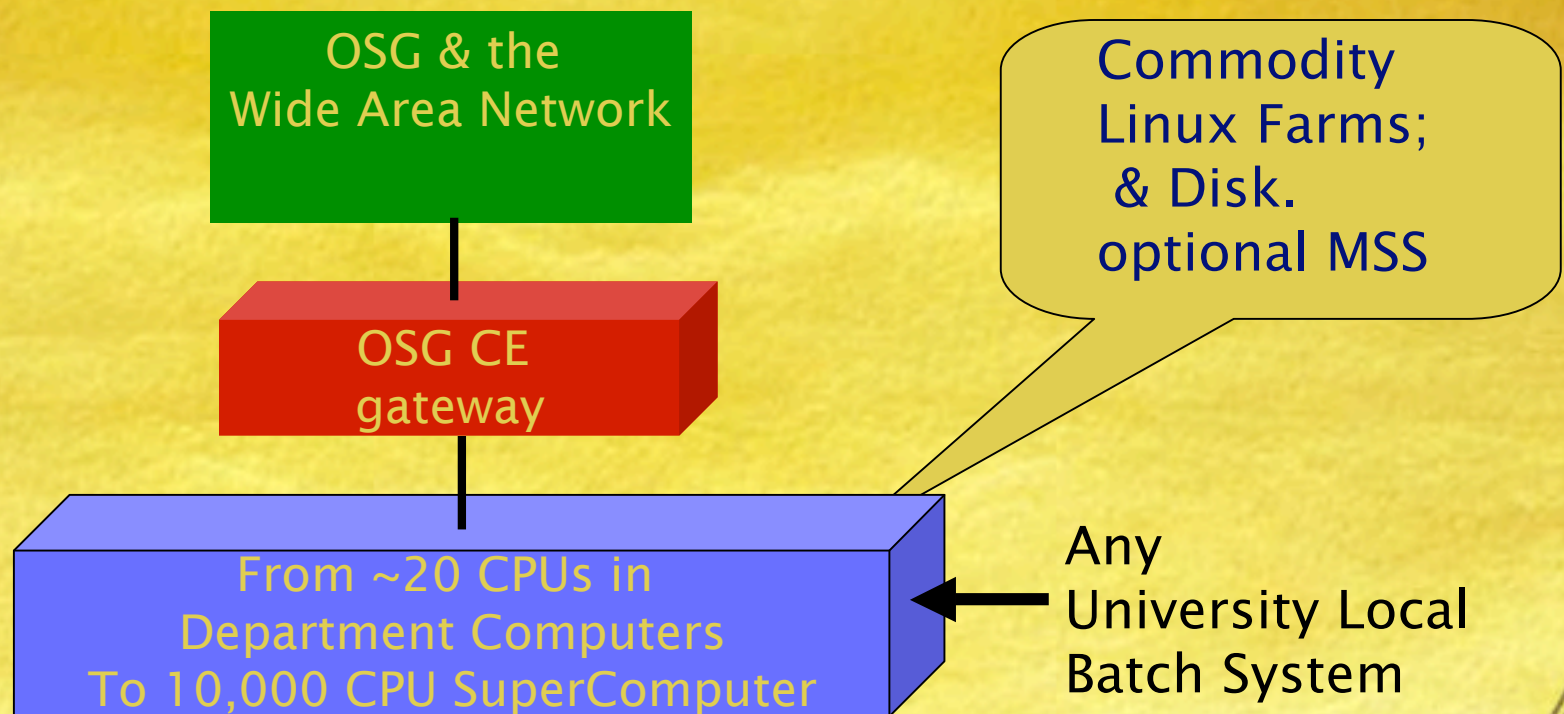 OSG & the
Wide Area Network
Commodity
Linux Farms;
& Disk.
optional MSS
OSG CE
gateway
From ~20 CPUs in
Department Computers
To 10,000 CPU SuperComputer
Any
University Local
Batch System